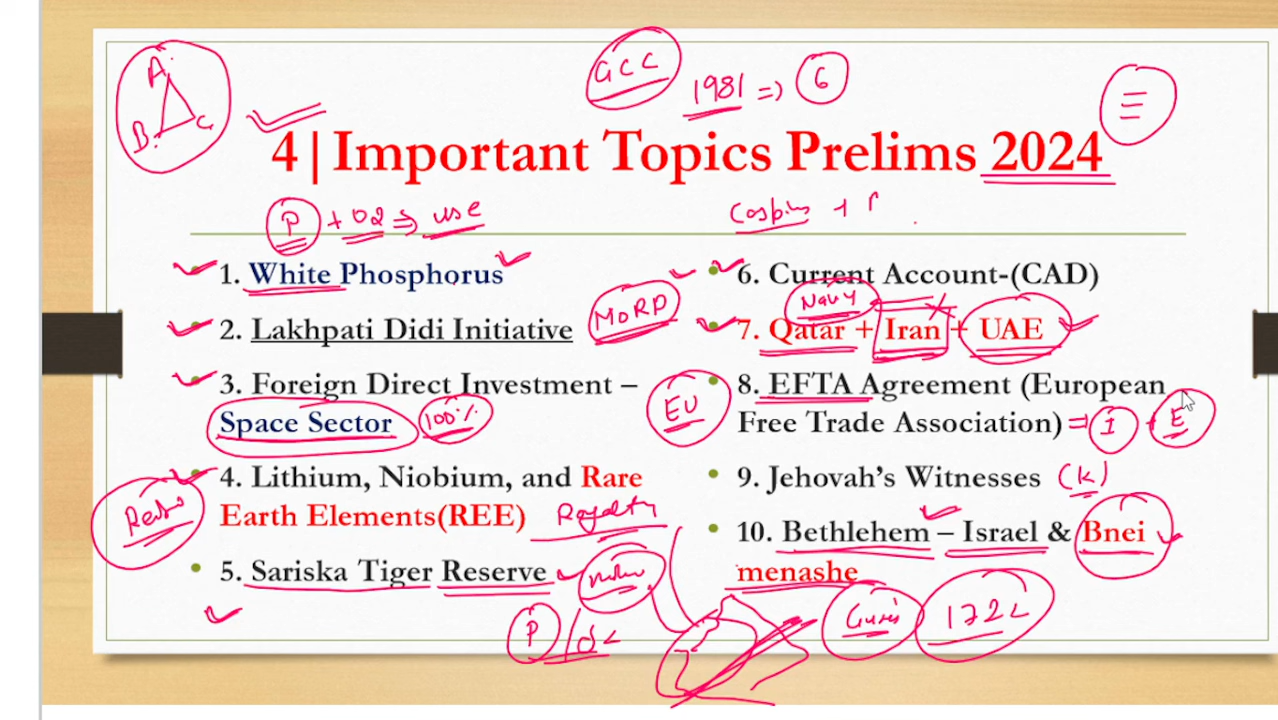 A
B
C
GCC
1981 => 6
4|Important Topics Prelims 2024
P + O2 => use
1. White Phosphorus
2. Lakhpati Didi Initiative
MoRD
3. Foreign Direct Investment –
Space Sector
100%
4. Lithium, Niobium, and Rare
Earth Elements(REE)
Royalty
5. Sariska Tiger Reserve
P
6. Current Account-(CAD)
Navy
7. Qatar + Iran + UAE
EU
8. EFTA Agreement (European
Free Trade Association) => I + E
9. Jehovah’s Witnesses (K)
10. Bethlehem – Israel & Bnei
menashe